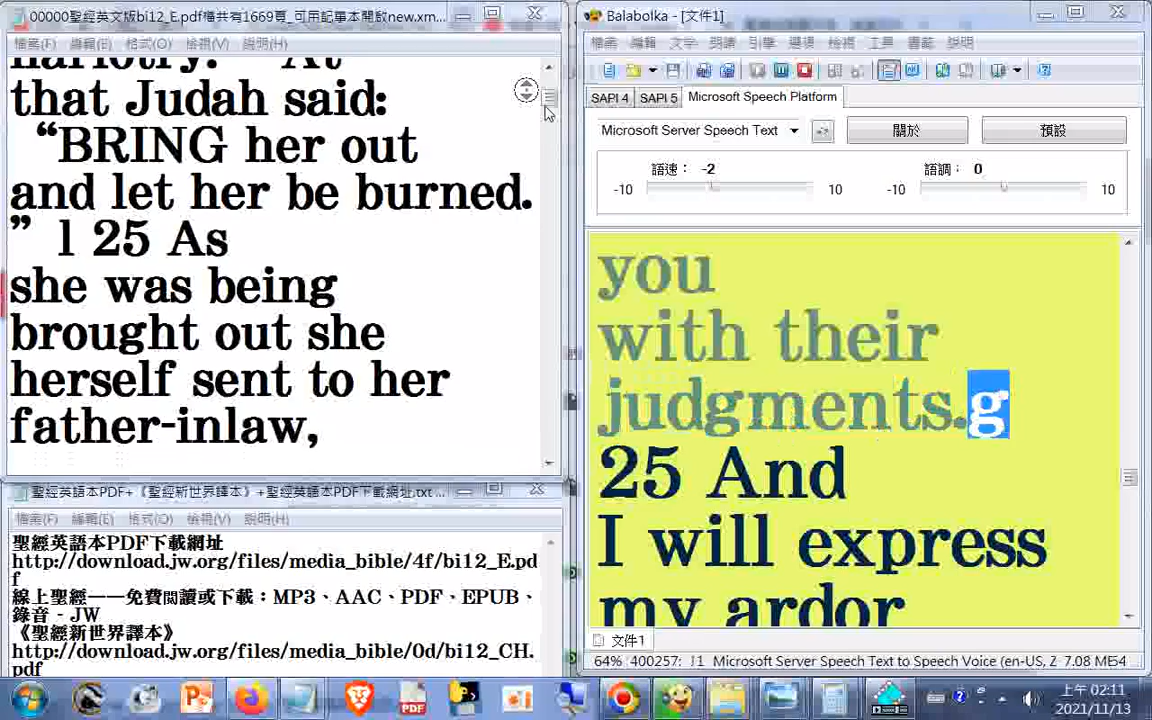 00000聖經英文版bi12_E.pdf檔共有1669頁_可用記事本開啟new.xm...
檔案(F) 編輯(E) 格式(O) 檢視(V) 說明(H)
harlotry." At
that Judah said:
“BRING her out
and let her be burned.
” l 25 As
she was being
brought out she
herself sent to her
father-inlaw,
聖經英語本PDF+《聖經新世界譯本》+聖經英語本PDF下載網址.txt ...
檔案(F) 編輯(E) 格式(O) 檢視(V) 說明(H)
聖經英語本PDF下載網址
http://download.jw.org/files/media_bible/4f/bi12_E.pd
f
線上聖經——免費閱讀或下載：MP3、AAC、PDF、EPUB、
錄音 - JW
《聖經新世界譯本》
http://download.jw.org/files/media_bible/0d/bi12_CH.
pdf
Balabolka - [文件1]
檔案 編輯 文字 朗讀 引擎 選項 檢視 工具 書籤 說明
SAPI 4 SAPI 5 Microsoft Speech Platform
Microsoft Server Speech Text 關於 預設
語速： -2 語調： 0
-10 10 -10 10
you
with their
judgments.g
25 And
I will express
my ardor
文件1
64% 400257: 11 Microsoft Server Speech Text to Speech Voice (en-US, Z 7.08 ME54
上午 02:11
2021/11/13